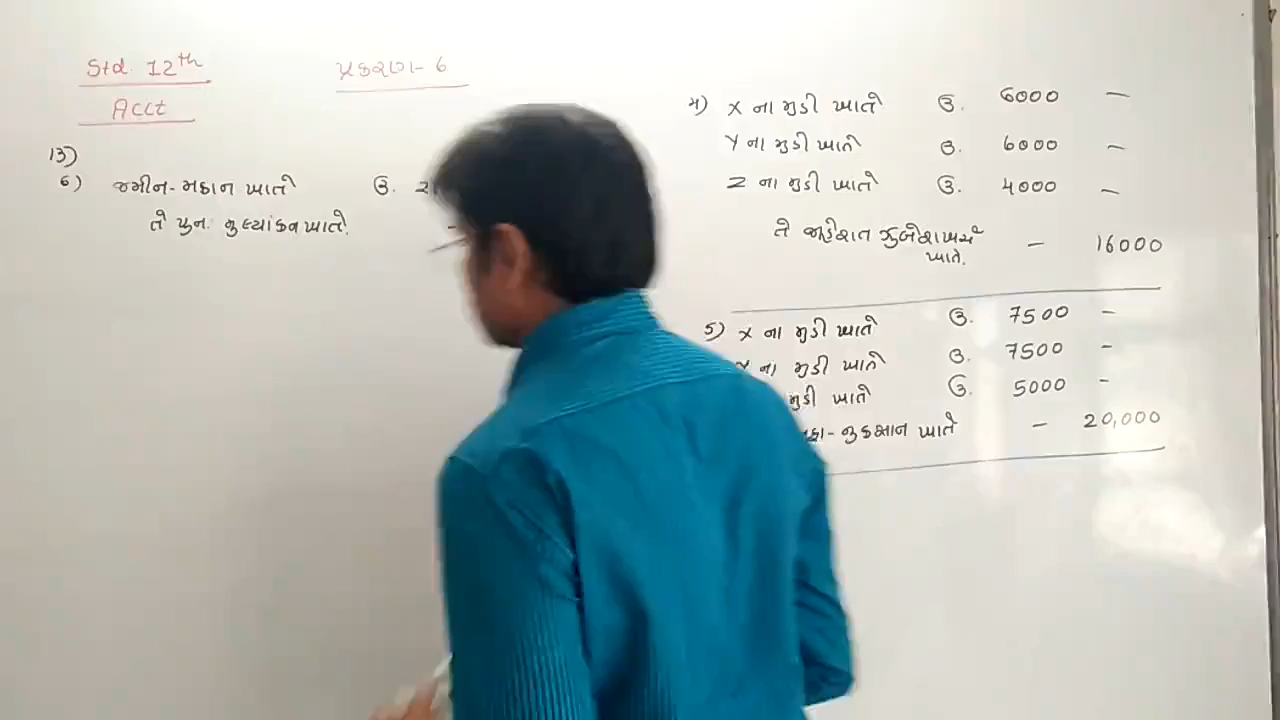 Std. 12th
પ્રકરણ- 6
Acct
13)
6) જમીન-મકાન ખાતે ઉ.
તે પુનઃ મુલ્યાંકન ખાતે.
4) X ના મુડી ખાતે ઉ. 6000 —
Y ના મુડી ખાતે ઉ. 6000 —
Z ના મુડી ખાતે ઉ. 4000 —
તે જાહેરાત ઝુંબેશ ખર્ચ ખાતે. — 16000
5) X ના મુડી ખાતે ઉ. 7500 —
Y ના મુડી ખાતે ઉ. 7500 —
મુડી ખાતે ઉ. 5000 —
નુકસાન ખાતે — 20,000